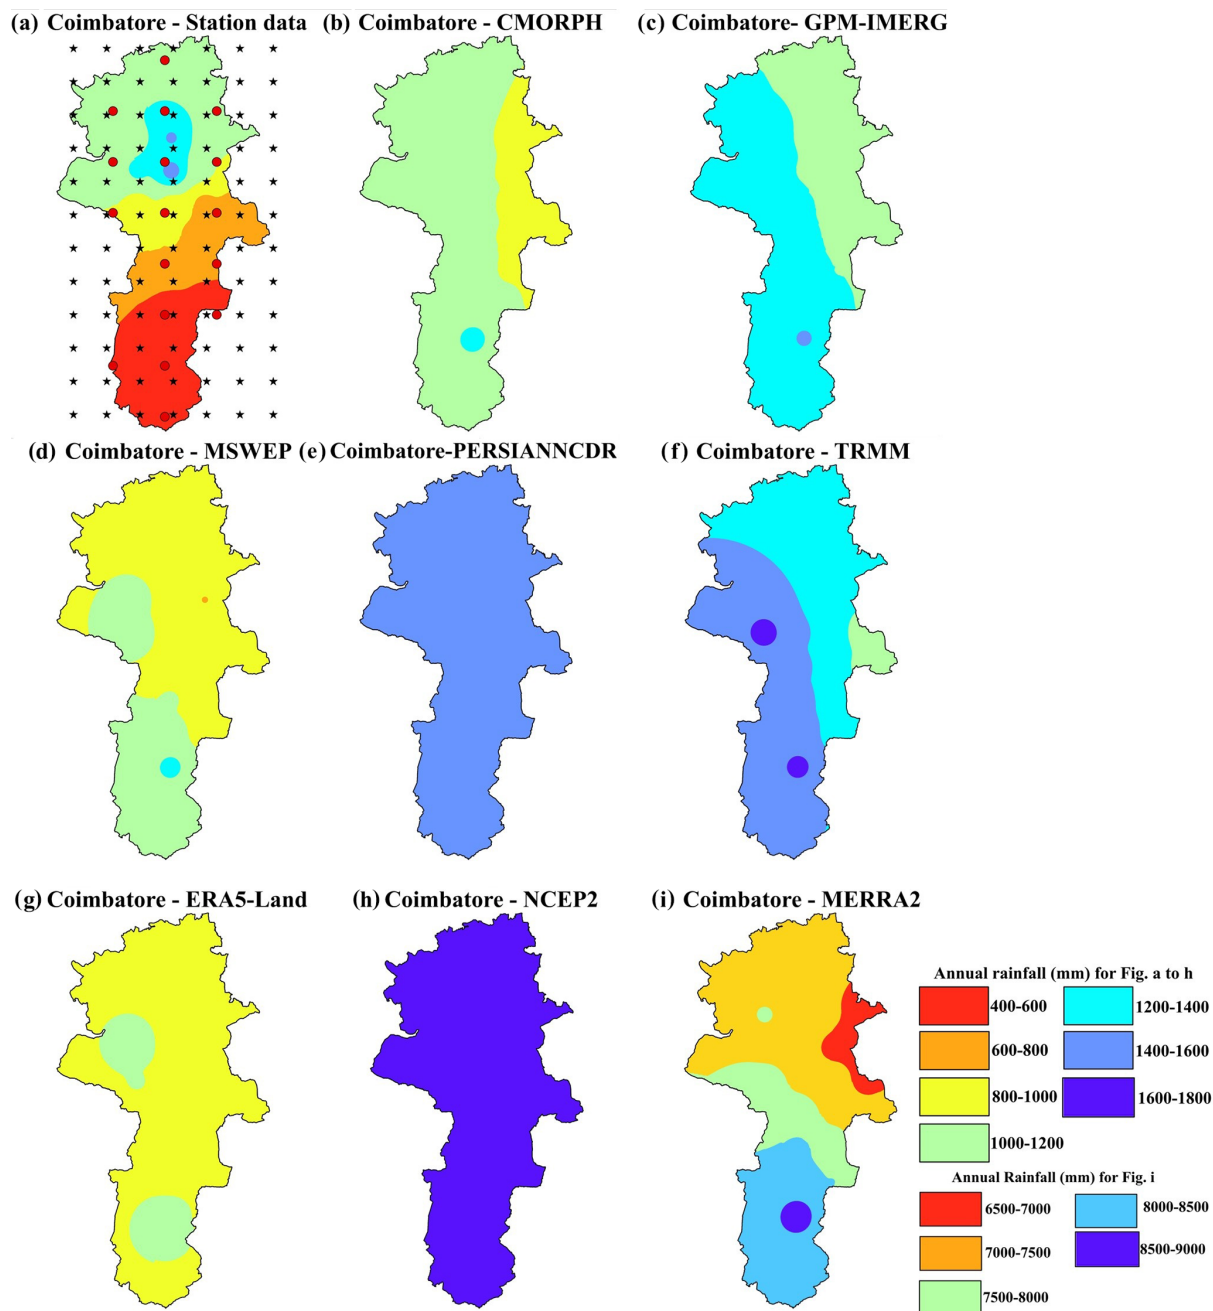 (a) Coimbatore - Station data
(b) Coimbatore - CMORPH
(c) Coimbatore- GPM-IMERG
(d) Coimbatore - MSWEP
(e) Coimbatore-PERSIANNCDR
(f) Coimbatore - TRMM
(g) Coimbatore - ERA5-Land
(h) Coimbatore - NCEP2
(i) Coimbatore - MERRA2
Annual rainfall (mm) for Fig. a to h
400-600
1200-1400
600-800
1400-1600
800-1000
1600-1800
1000-1200
Annual Rainfall (mm) for Fig. i
6500-7000
8000-8500
7000-7500
8500-9000
7500-8000